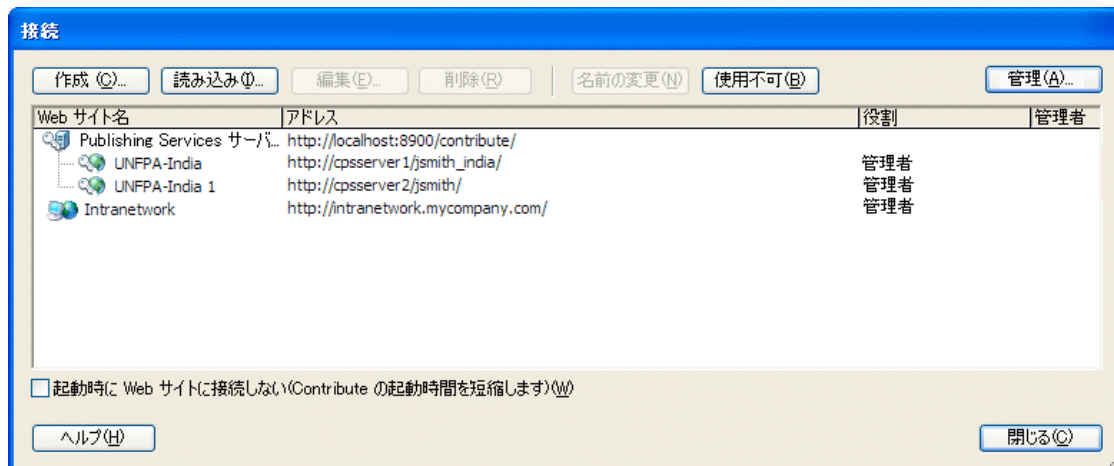 接続
作成 (C)... 読み込み(I)... 編集(E)... 削除(R) 名前の変更(N) 使用不可(B) 管理(A)...
Web サイト名 アドレス 役割 管理者
Publishing Services サーバ... http://localhost:8900/contribute/
UNFPA-India http://cpsserver1/jsmith_india/ 管理者
UNFPA-India 1 http://cpsserver2/jsmith/ 管理者
Intranetwork http://intranetwork.mycompany.com/ 管理者
起動時に Web サイトに接続しない(Contribute の起動時間を短縮します)(W)
ヘルプ(H) 閉じる(C)